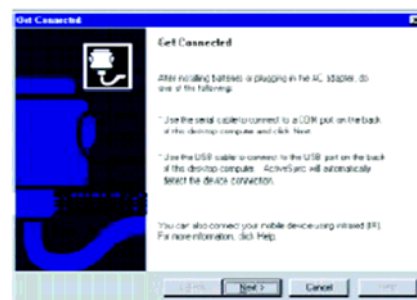 Get Connected
Get Connected
After installing batteries or plugging in the AC adapter, do
one of the following:
* Use the serial cable to connect to a COM port on the back
of this desktop computer and click Next.
* Use the USB cable to connect to the USB port on the back
of this desktop computer. ActiveSync will automatically
detect the device connection.
You can also connect your mobile device using infrared (IR).
For more information, click Help.
Next >
Cancel
Help